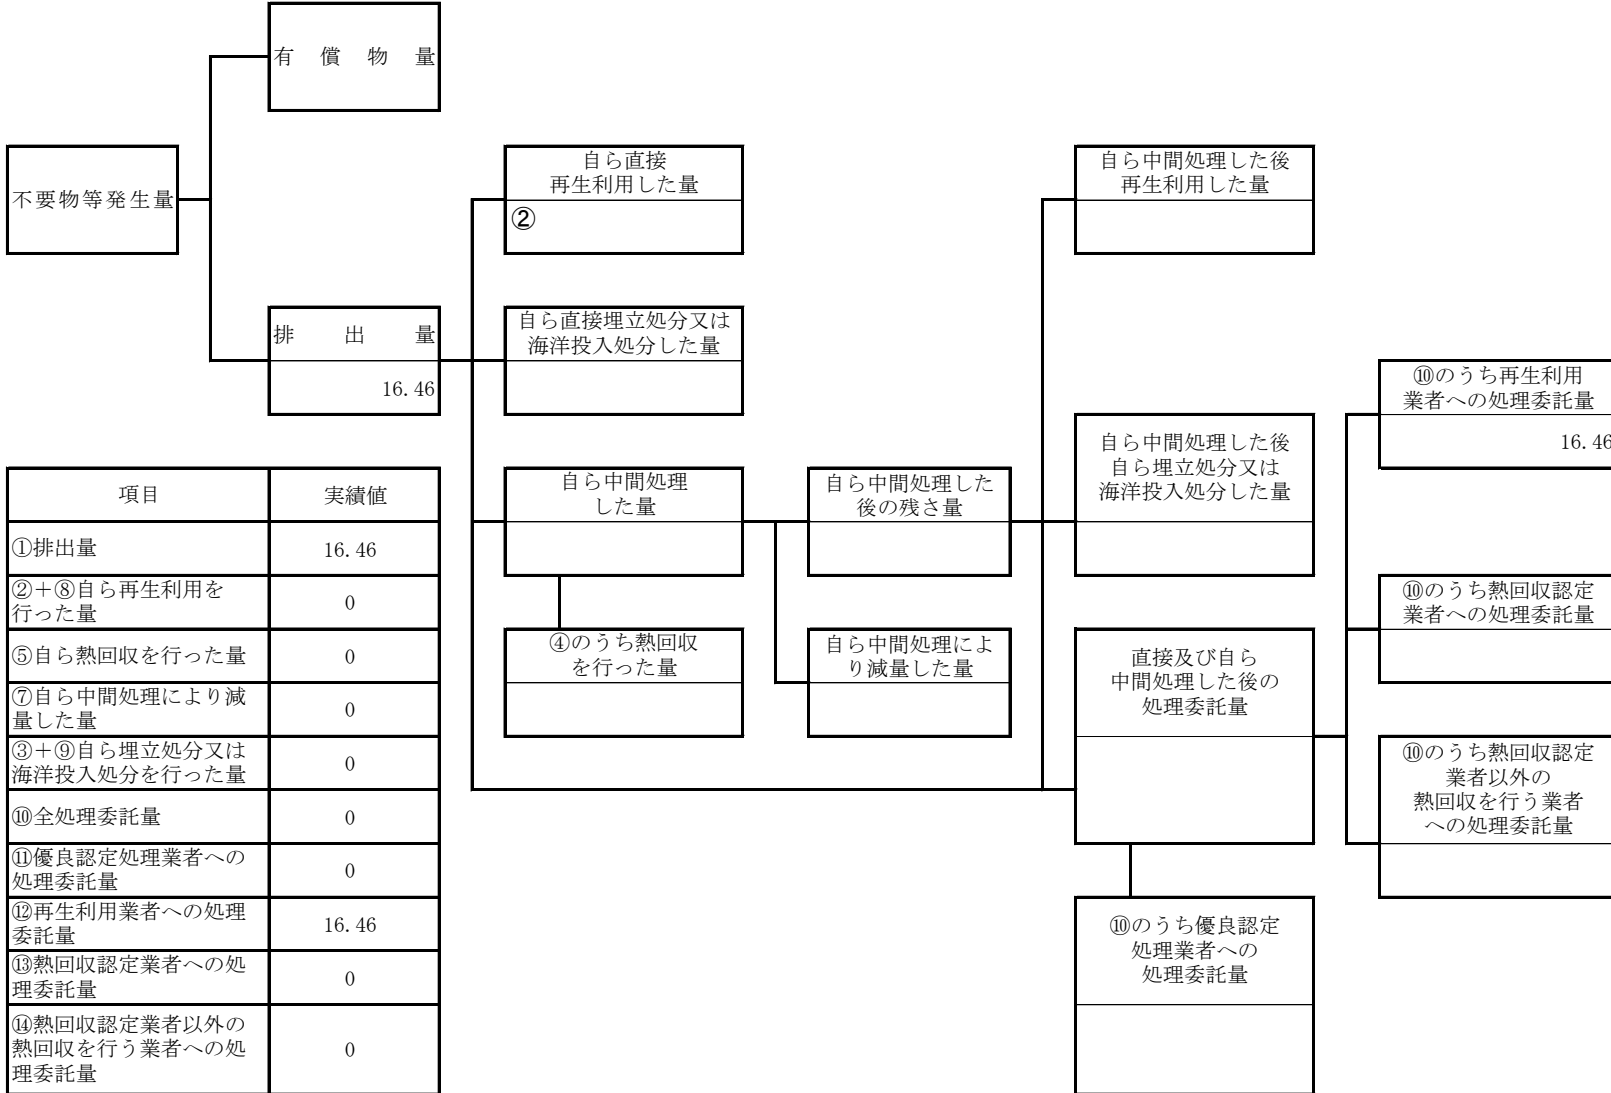 有償物量
不要物等発生量
排出量
16.46
自ら直接
再生利用した量
②
自ら直接埋立処分又は
海洋投入処分した量
自ら中間処理
した量
④のうち熱回収
を行った量
自ら中間処理した
後の残さ量
自ら中間処理によ
り減量した量
自ら中間処理した後
再生利用した量
自ら中間処理した後
自ら埋立処分又は
海洋投入処分した量
直接及び自ら
中間処理した後の
処理委託量
⑩のうち優良認定
処理業者への
処理委託量
⑩のうち再生利用
業者への処理委託量
16.46
⑩のうち熱回収認定
業者への処理委託量
⑩のうち熱回収認定
業者以外の
熱回収を行う業者
への処理委託量
項目 実績値
①排出量 16.46
②+⑧自ら再生利用を
行った量 0
⑤自ら熱回収を行った量 0
⑦自ら中間処理により減
量した量 0
③+⑨自ら埋立処分又は
海洋投入処分を行った量 0
⑩全処理委託量 0
⑪優良認定処理業者への
処理委託量 0
⑫再生利用業者への処理
委託量 16.46
⑬熱回収認定業者への処
理委託量 0
⑭熱回収認定業者以外の
熱回収を行う業者への処
理委託量 0